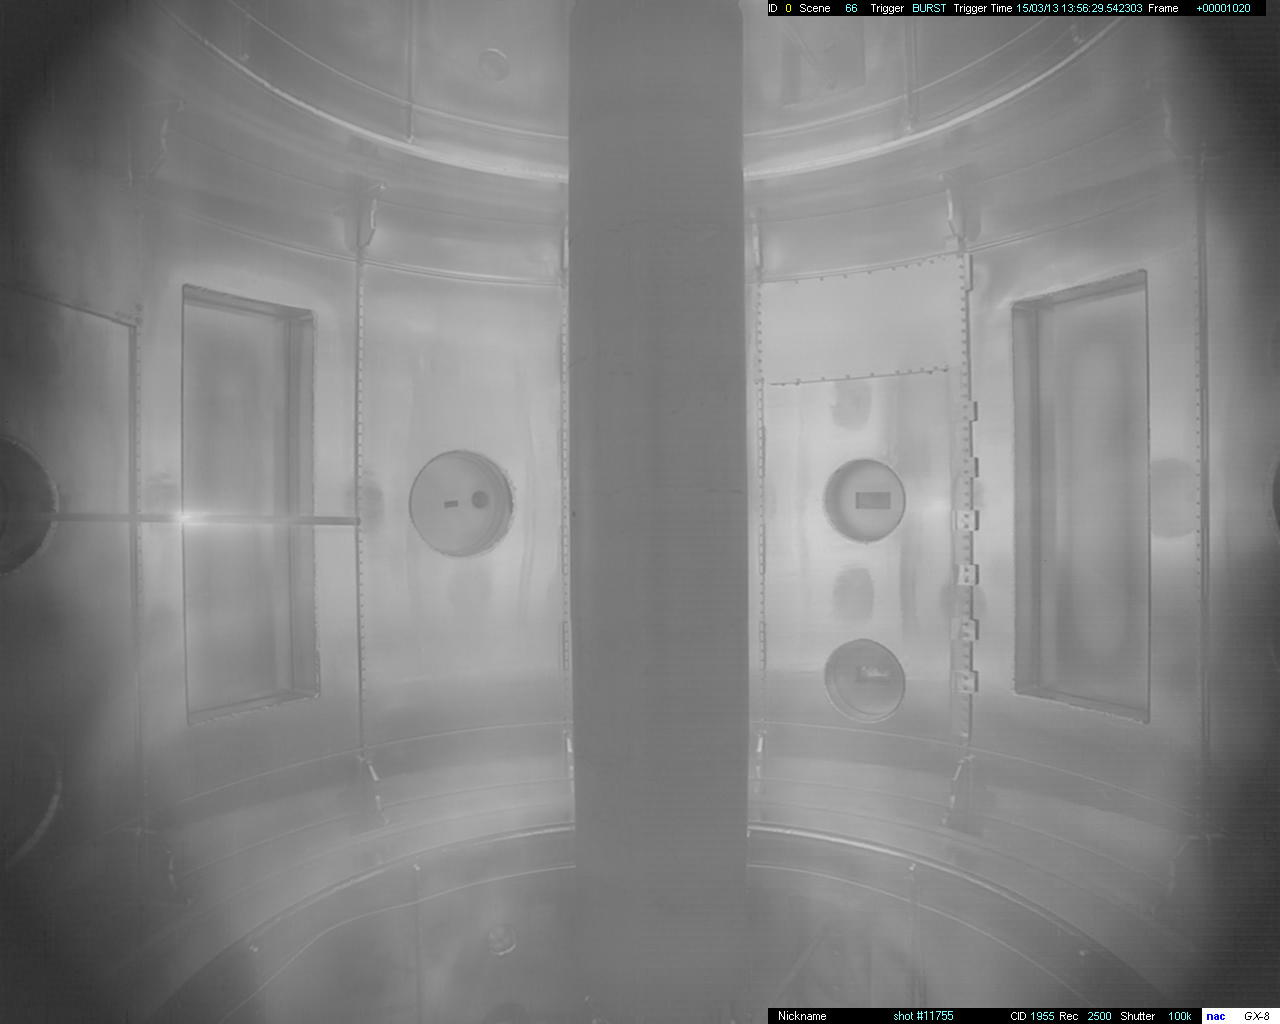 ID 0 Scene 66 Trigger BURST Trigger Time 15/03/13 13:56:29.542303 Frame +00001020
Nickname shot #11755 CID 1955 Rec 2500 Shutter 100k nac GX-8